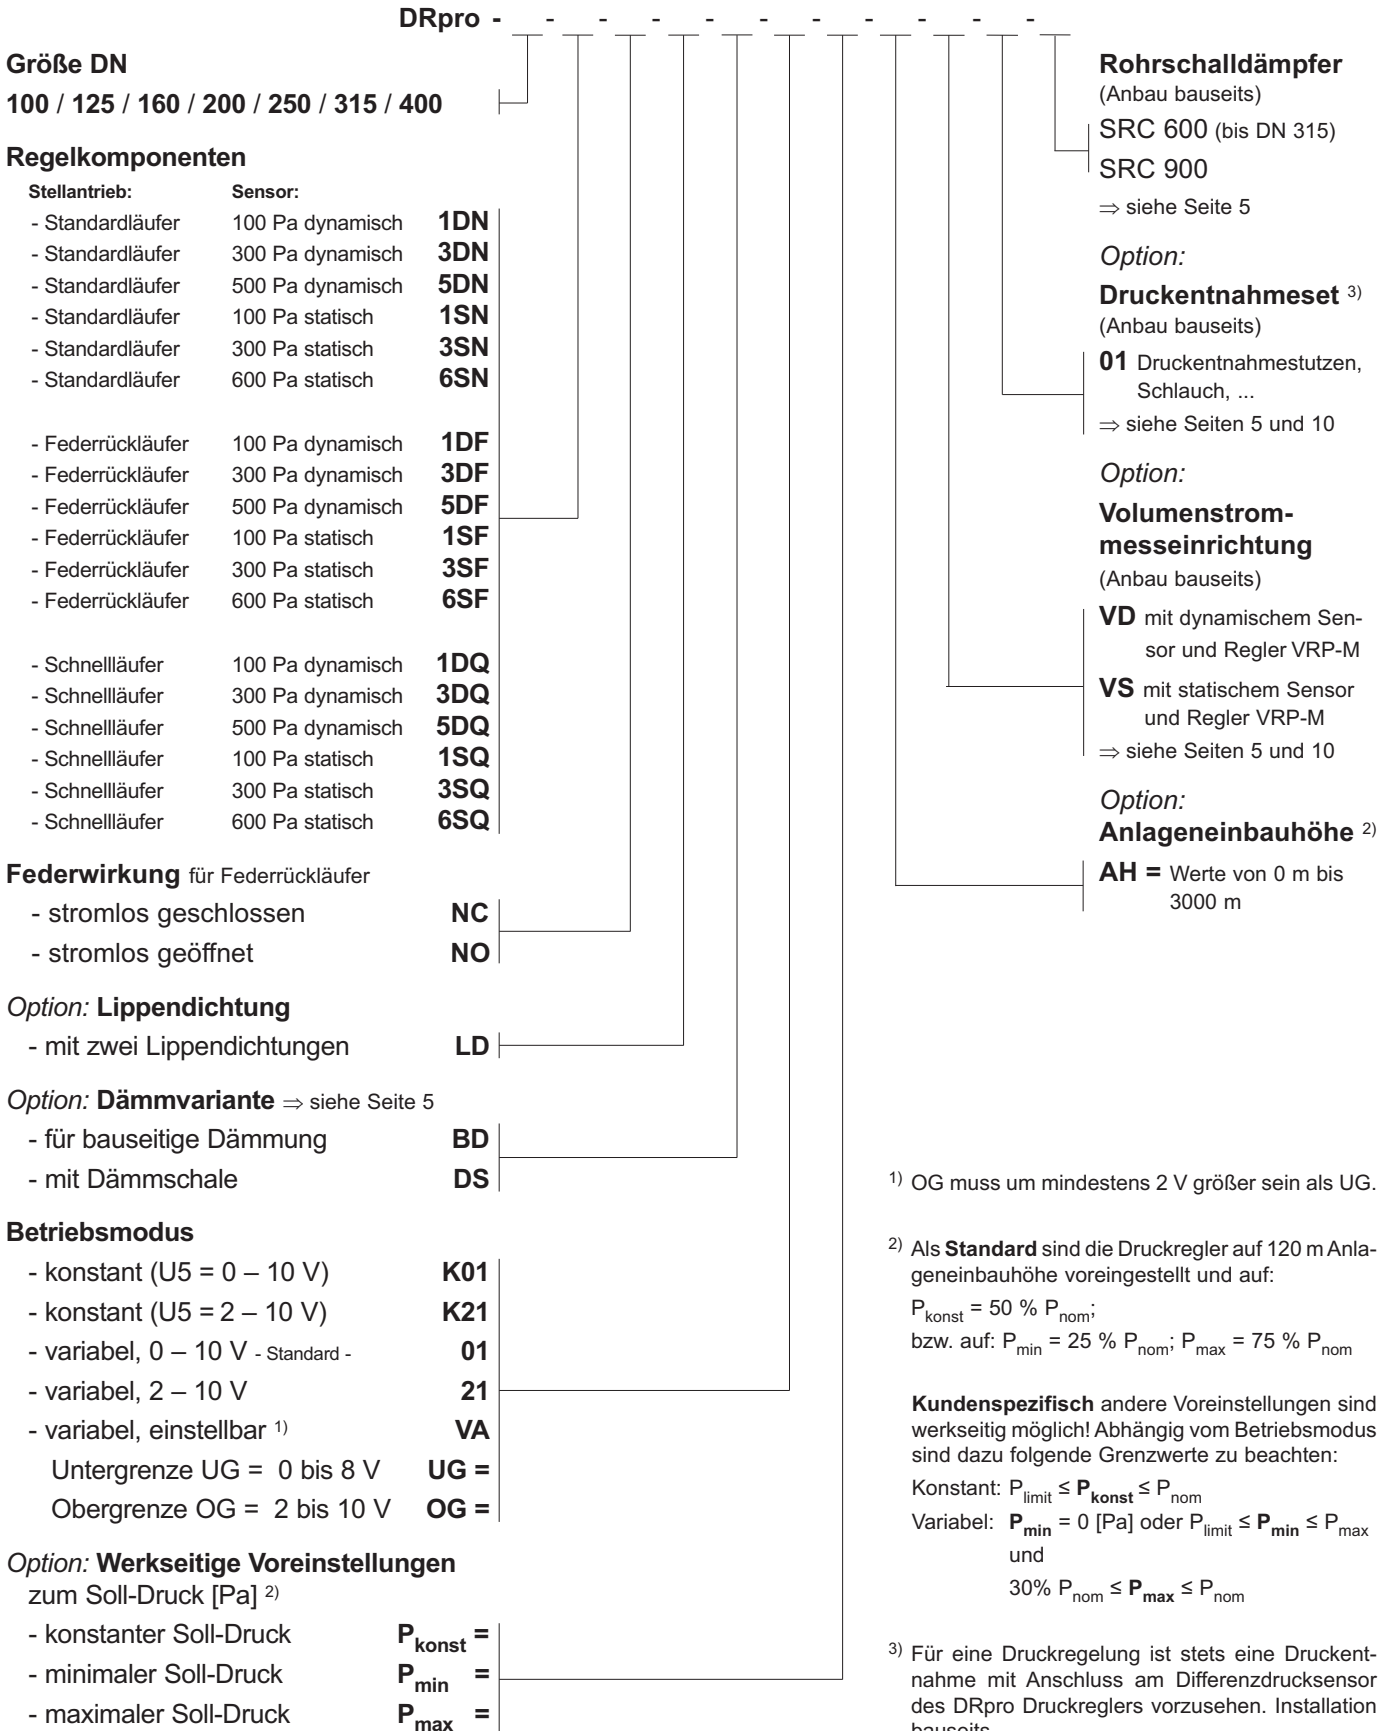 DRpro - - - - - - - - - - -
Größe DN
100 / 125 / 160 / 200 / 250 / 315 / 400
Regelkomponenten
Stellantrieb: Sensor:
- Standardläufer 100 Pa dynamisch 1DN
- Standardläufer 300 Pa dynamisch 3DN
- Standardläufer 500 Pa dynamisch 5DN
- Standardläufer 100 Pa statisch 1SN
- Standardläufer 300 Pa statisch 3SN
- Standardläufer 600 Pa statisch 6SN
- Federrückläufer 100 Pa dynamisch 1DF
- Federrückläufer 300 Pa dynamisch 3DF
- Federrückläufer 500 Pa dynamisch 5DF
- Federrückläufer 100 Pa statisch 1SF
- Federrückläufer 300 Pa statisch 3SF
- Federrückläufer 600 Pa statisch 6SF
- Schnellläufer 100 Pa dynamisch 1DQ
- Schnellläufer 300 Pa dynamisch 3DQ
- Schnellläufer 500 Pa dynamisch 5DQ
- Schnellläufer 100 Pa statisch 1SQ
- Schnellläufer 300 Pa statisch 3SQ
- Schnellläufer 600 Pa statisch 6SQ
Federwirkung für Federrückläufer
- stromlos geschlossen NC
- stromlos geöffnet NO
Option: Lippendichtung
- mit zwei Lippendichtungen LD
Option: Dämmvariante ⇒ siehe Seite 5
- für bauseitige Dämmung BD
- mit Dämmschale DS
Betriebsmodus
- konstant (U5 = 0 – 10 V) K01
- konstant (U5 = 2 – 10 V) K21
- variabel, 0 – 10 V - Standard - 01
- variabel, 2 – 10 V 21
- variabel, einstellbar 1) VA
Untergrenze UG = 0 bis 8 V UG =
Obergrenze OG = 2 bis 10 V OG =
Option: Werkseitige Voreinstellungen
zum Soll-Druck [Pa] 2)
- konstanter Soll-Druck Pkonst =
- minimaler Soll-Druck Pmin =
- maximaler Soll-Druck Pmax =
Rohrschalldämpfer
(Anbau bauseits)
SRC 600 (bis DN 315)
SRC 900
⇒ siehe Seite 5
Option:
Druckentnahmeset 3)
(Anbau bauseits)
01 Druckentnahmestutzen,
Schlauch, ...
⇒ siehe Seiten 5 und 10
Option:
Volumenstrom-
messeinrichtung
(Anbau bauseits)
VD mit dynamischem Sen-
sor und Regler VRP-M
VS mit statischem Sensor
und Regler VRP-M
⇒ siehe Seiten 5 und 10
Option:
Anlageneinbauhöhe 2)
AH = Werte von 0 m bis
3000 m
1) OG muss um mindestens 2 V größer sein als UG.
2) Als Standard sind die Druckregler auf 120 m Anla-
geneinbauhöhe voreingestellt und auf:
Pkonst = 50 % Pnom;
bzw. auf: Pmin = 25 % Pnom; Pmax = 75 % Pnom
Kundenspezifisch andere Voreinstellungen sind
werkseitig möglich! Abhängig vom Betriebsmodus
sind dazu folgende Grenzwerte zu beachten:
Konstant: Plimit ≤ Pkonst ≤ Pnom
Variabel: Pmin = 0 [Pa] oder Plimit ≤ Pmin ≤ Pmax
und
30% Pnom ≤ Pmax ≤ Pnom
3) Für eine Druckregelung ist stets eine Druckent-
nahme mit Anschluss am Differenzdrucksensor
des DRpro Druckreglers vorzusehen. Installation
bauseits